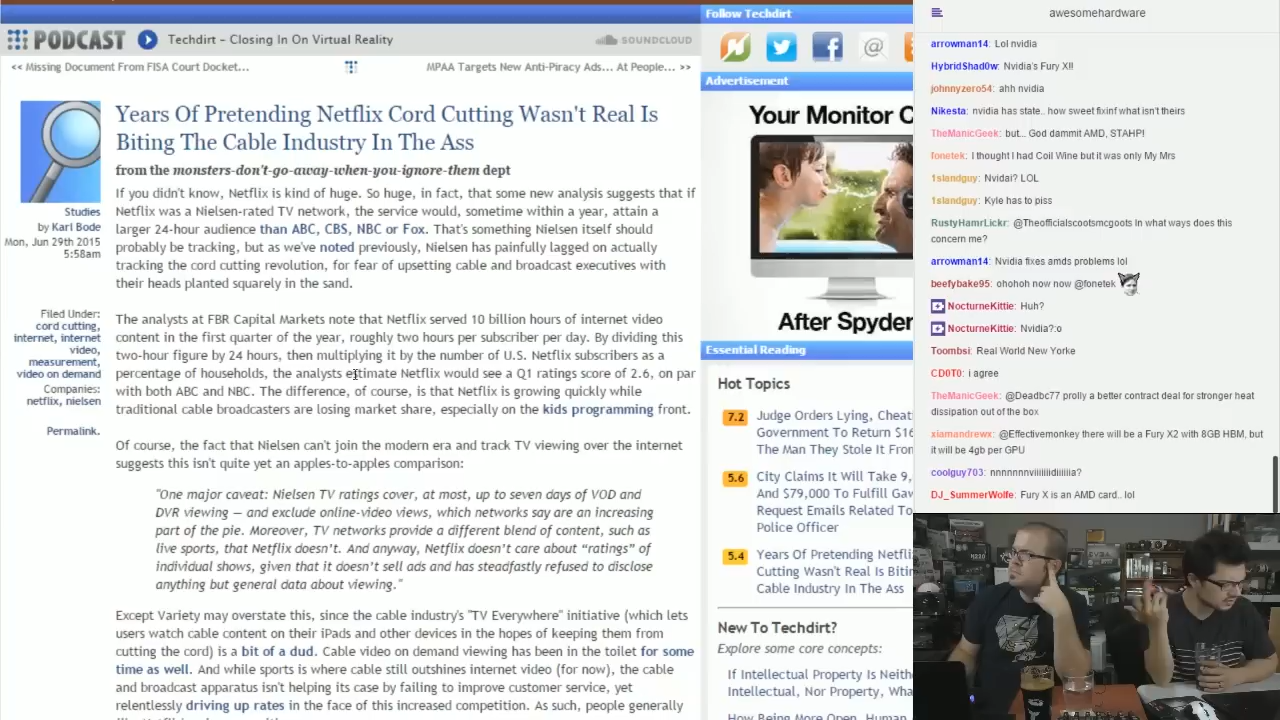 PODCAST
Techdirt - Closing In On Virtual Reality
SOUNDCLOUD
<< Missing Document From FISA Court Docket...
MPAA Targets New Anti-Piracy Ads... At People... >>
Years Of Pretending Netflix Cord Cutting Wasn't Real Is
Biting The Cable Industry In The Ass
from the monsters-don't-go-away-when-you-ignore-them dept
Studies
by Karl Bode
Mon, Jun 29th 2015
5:58am
Filed Under:
cord cutting,
internet, internet
video,
measurement,
video on demand
Companies:
netflix, nielsen
Permalink.
If you didn't know, Netflix is kind of huge. So huge, in fact, that some new analysis suggests that if
Netflix was a Nielsen-rated TV network, the service would, sometime within a year, attain a
larger 24-hour audience than ABC, CBS, NBC or Fox. That's something Nielsen itself should
probably be tracking, but as we've noted previously, Nielsen has painfully lagged on actually
tracking the cord cutting revolution, for fear of upsetting cable and broadcast executives with
their heads planted squarely in the sand.
The analysts at FBR Capital Markets note that Netflix served 10 billion hours of internet video
content in the first quarter of the year, roughly two hours per subscriber per day. By dividing this
two-hour figure by 24 hours, then multiplying it by the number of U.S. Netflix subscribers as a
percentage of households, the analysts estimate Netflix would see a Q1 ratings score of 2.6, on par
with both ABC and NBC. The difference, of course, is that Netflix is growing quickly while
traditional cable broadcasters are losing market share, especially on the kids programming front.
Of course, the fact that Nielsen can't join the modern era and track TV viewing over the internet
suggests this isn't quite yet an apples-to-apples comparison:
"One major caveat: Nielsen TV ratings cover, at most, up to seven days of VOD and
DVR viewing — and exclude online-video views, which networks say are an increasing
part of the pie. Moreover, TV networks provide a different blend of content, such as
live sports, that Netflix doesn't. And anyway, Netflix doesn't care about "ratings" of
individual shows, given that it doesn't sell ads and has steadfastly refused to disclose
anything but general data about viewing."
Except Variety may overstate this, since the cable industry's "TV Everywhere" initiative (which lets
users watch cable content on their iPads and other devices in the hopes of keeping them from
cutting the cord) is a bit of a dud. Cable video on demand viewing has been in the toilet for some
time as well. And while sports is where cable still outshines internet video (for now), the cable
and broadcast apparatus isn't helping its case by failing to improve customer service, yet
relentlessly driving up rates in the face of this increased competition. As such, people generally
Follow Techdirt
Advertisement
Your Monitor C
After Spyder
Essential Reading
Hot Topics
7.2 Judge Orders Lying, Cheati
Government To Return $16
The Man They Stole It From
5.6 City Claims It Will Take 9,
And $79,000 To Fulfill Gaw
Request Emails Related To
Police Officer
5.4 Years Of Pretending Netfli
Cutting Wasn't Real Is Biti
Cable Industry In The Ass
New To Techdirt?
Explore some core concepts:
If Intellectual Property Is Neith
Intellectual, Nor Property, Wha
How Being More Open, Human
awesomehardware
arrowman14: Lol nvidia
HybridShad0w: Nvidia's Fury X!!
johnnyzero54: ahh nvidia
Nikesta: nvidia has state.. how sweet fixinf what isn't theirs
TheManicGeek: but... God dammit AMD, STAHP!
fonetek: I thought I had Coil Wine but it was only My Mrs
1slandguy: Nvidai? LOL
1slandguy: Kyle has to piss
RustyHamrLickr: @Theofficialscootsmcgoots In what ways does this
concern me?
arrowman14: Nvidia fixes amds problems lol
beefybake95: ohohoh now now @fonetek
NocturneKittie: Huh?
NocturneKittie: Nvidia?:o
Toombsi: Real World New Yorke
CD0T0: i agree
TheManicGeek: @Deadbc77 prolly a better contract deal for stronger heat
dissipation out of the box
xiamandrewx: @Effectivemonkey there will be a Fury X2 with 8GB HBM, but
it will be 4gb per GPU
coolguy703: nnnnnnnviiiiiiidiiiiiia?
DJ_SummerWolfe: Fury X is an AMD card.. lol